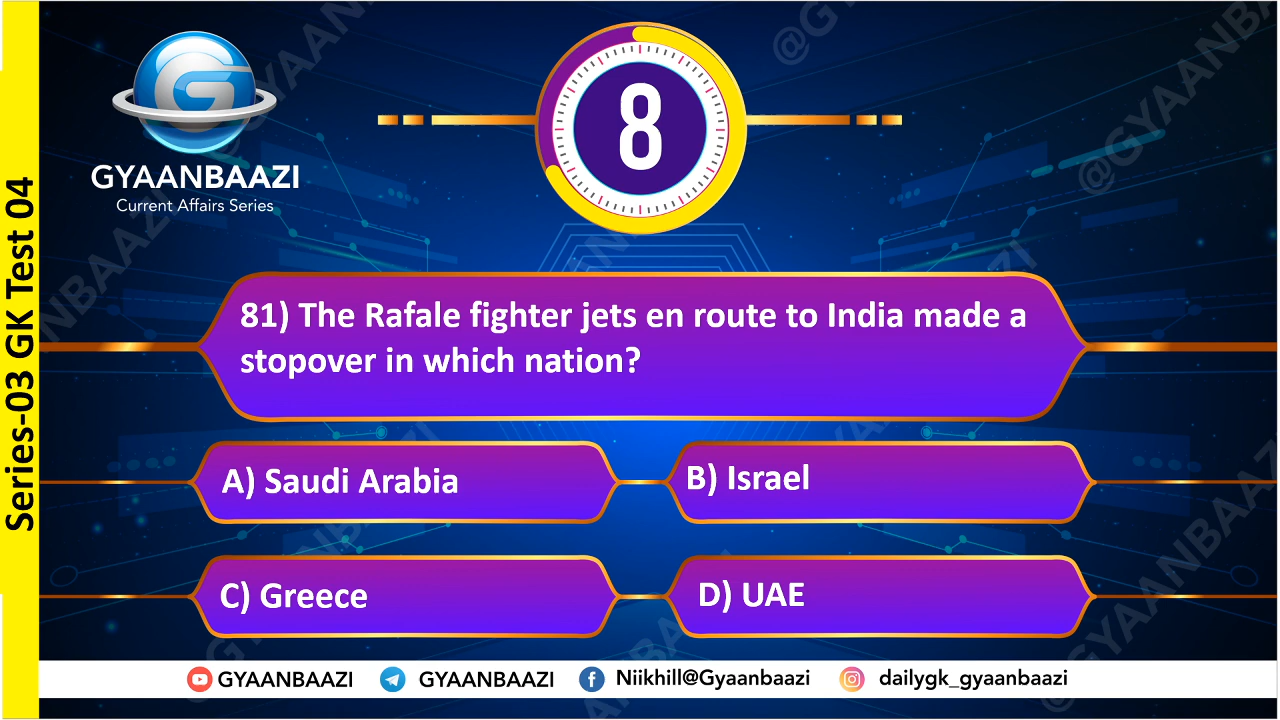 Series-03 GK Test 04
G
GYAANBAAZI
Current Affairs Series
8
81) The Rafale fighter jets en route to India made a
stopover in which nation?
A) Saudi Arabia
B) Israel
C) Greece
D) UAE
GYAANBAAZI
GYAANBAAZI
Niikhill@Gyaanbaazi
dailygk_gyaanbaazi
@GYAANBAAZI